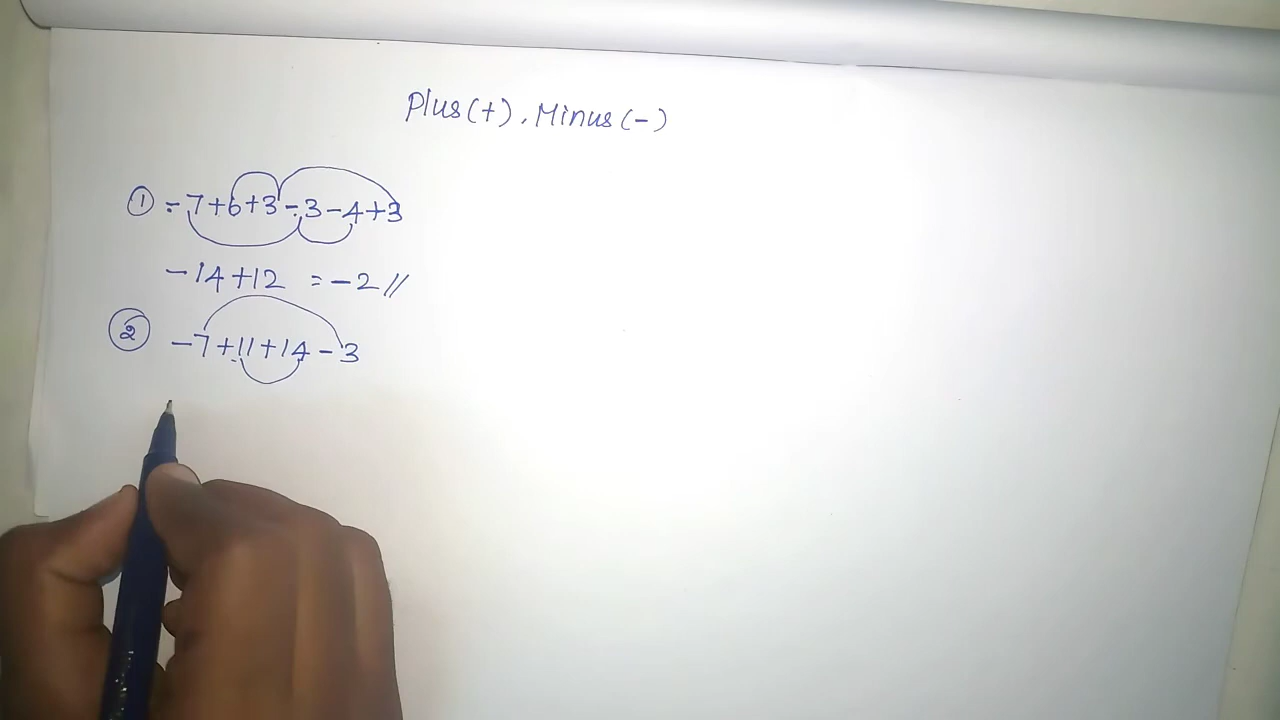 Plus(+), Minus(-)
① -7+6+3-3-4+3
-14+12 = -2//
② -7+11+14-3